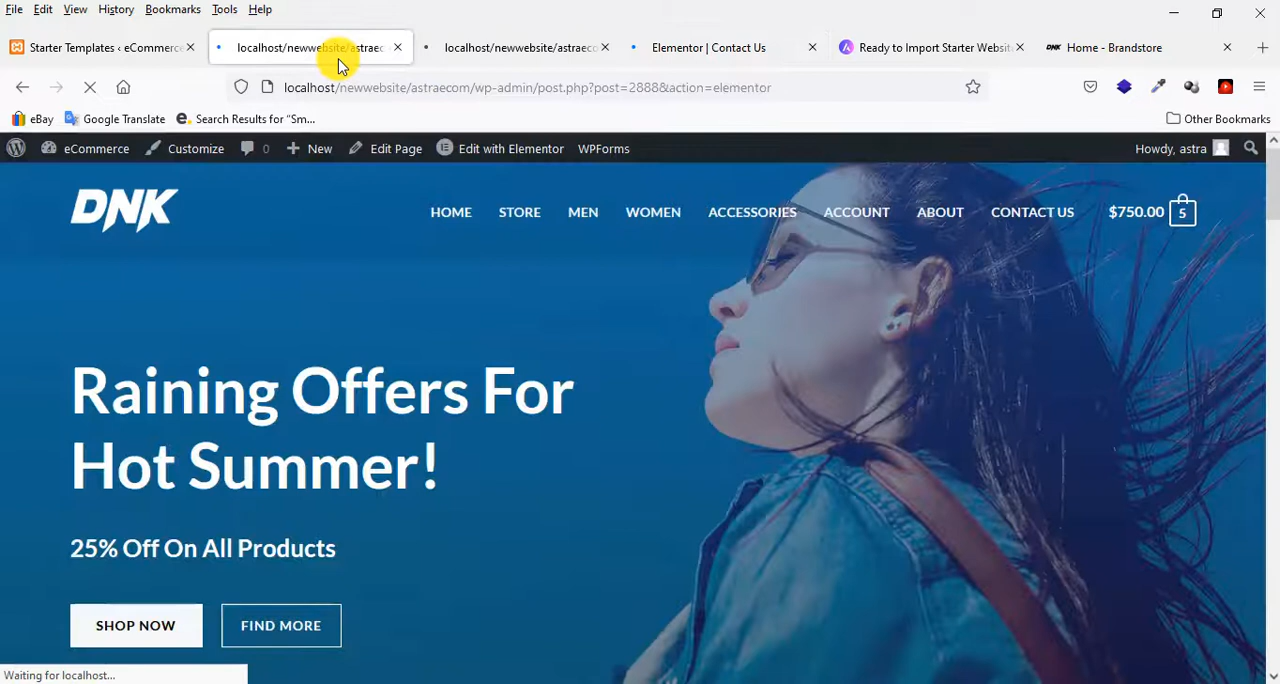 File Edit View History Bookmarks Tools Help
Starter Templates ‹ eCommerce
localhost/newwebsite/astraec
localhost/newwebsite/astraeco
Elementor | Contact Us
Ready to Import Starter Websit
DNK Home - Brandstore
localhost/newwebsite/astraecom/wp-admin/post.php?post=2888&action=elementor
eBay Google Translate e. Search Results for "Sm... Other Bookmarks
eCommerce Customize 0 New Edit Page Edit with Elementor WPForms Howdy, astra
DNK HOME STORE MEN WOMEN ACCESSORIES ACCOUNT ABOUT CONTACT US $750.00 5
Raining Offers For
Hot Summer!
25% Off On All Products
SHOP NOW FIND MORE
Waiting for localhost...